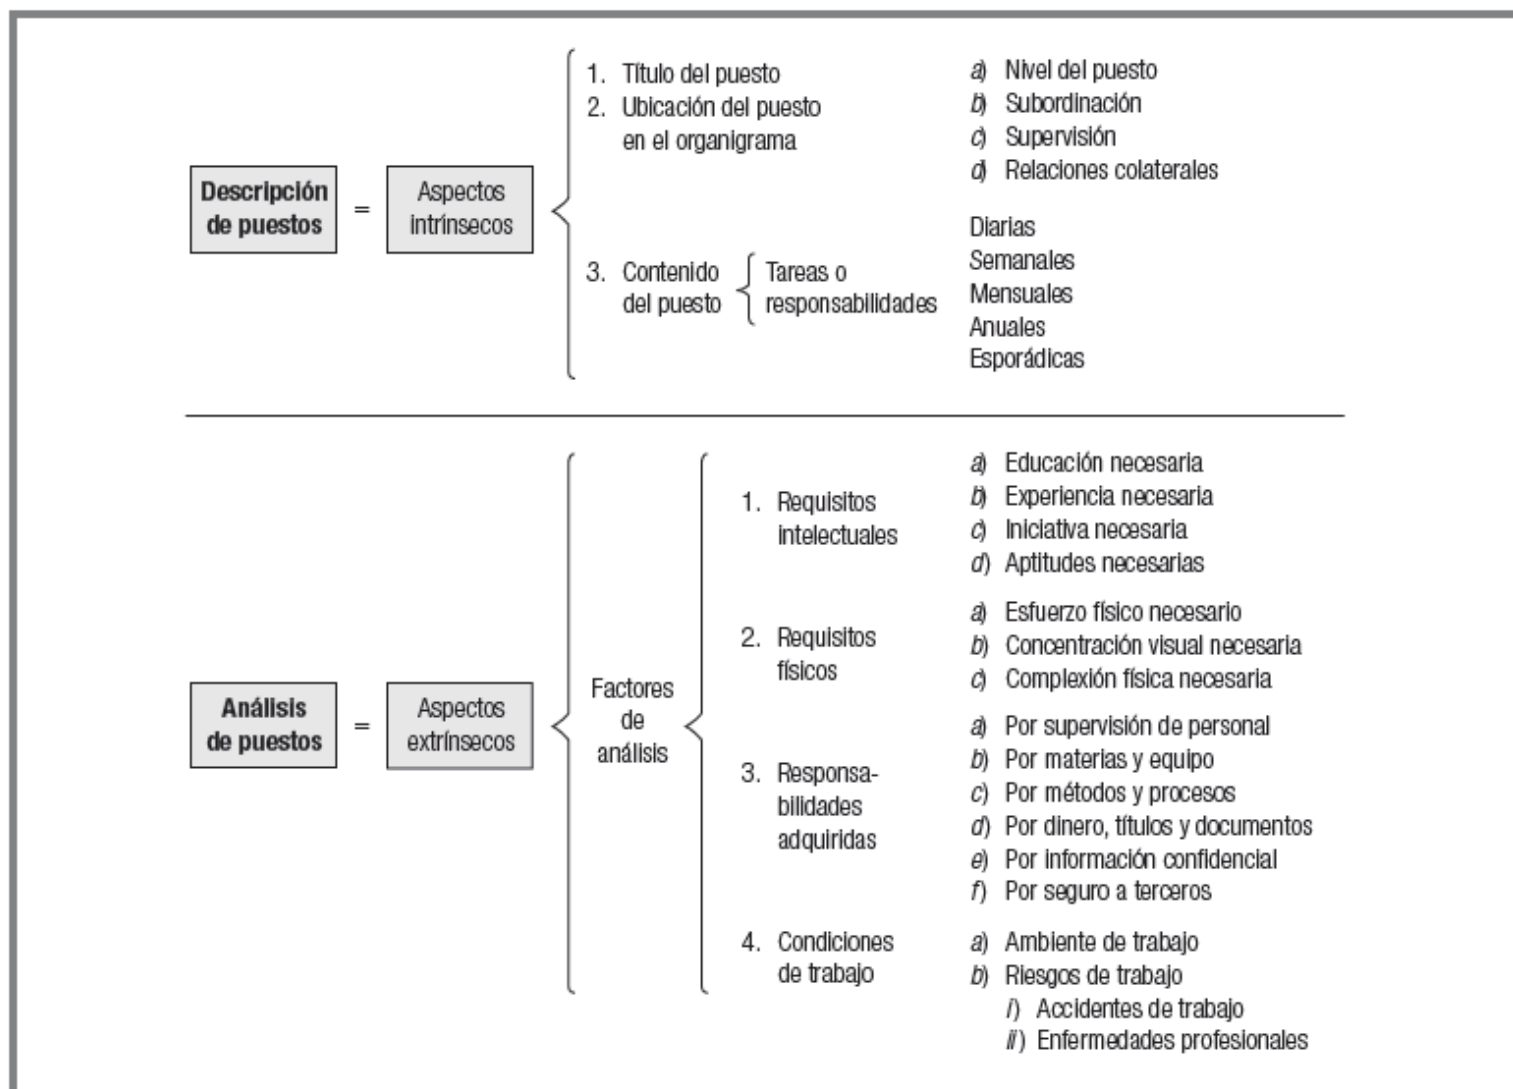 Descripción
de puestos
=
Aspectos
intrínsecos
1. Título del puesto
2. Ubicación del puesto
en el organigrama
a) Nivel del puesto
b) Subordinación
c) Supervisión
d) Relaciones colaterales
3. Contenido
del puesto
Tareas o
responsabilidades
Diarias
Semanales
Mensuales
Anuales
Esporádicas
Análisis
de puestos
=
Aspectos
extrínsecos
Factores
de
análisis
1. Requisitos
intelectuales
a) Educación necesaria
b) Experiencia necesaria
c) Iniciativa necesaria
d) Aptitudes necesarias
2. Requisitos
físicos
a) Esfuerzo físico necesario
b) Concentración visual necesaria
c) Complexión física necesaria
3. Responsa-
bilidades
adquiridas
a) Por supervisión de personal
b) Por materias y equipo
c) Por métodos y procesos
d) Por dinero, títulos y documentos
e) Por información confidencial
f) Por seguro a terceros
4. Condiciones
de trabajo
a) Ambiente de trabajo
b) Riesgos de trabajo
i) Accidentes de trabajo
ii) Enfermedades profesionales